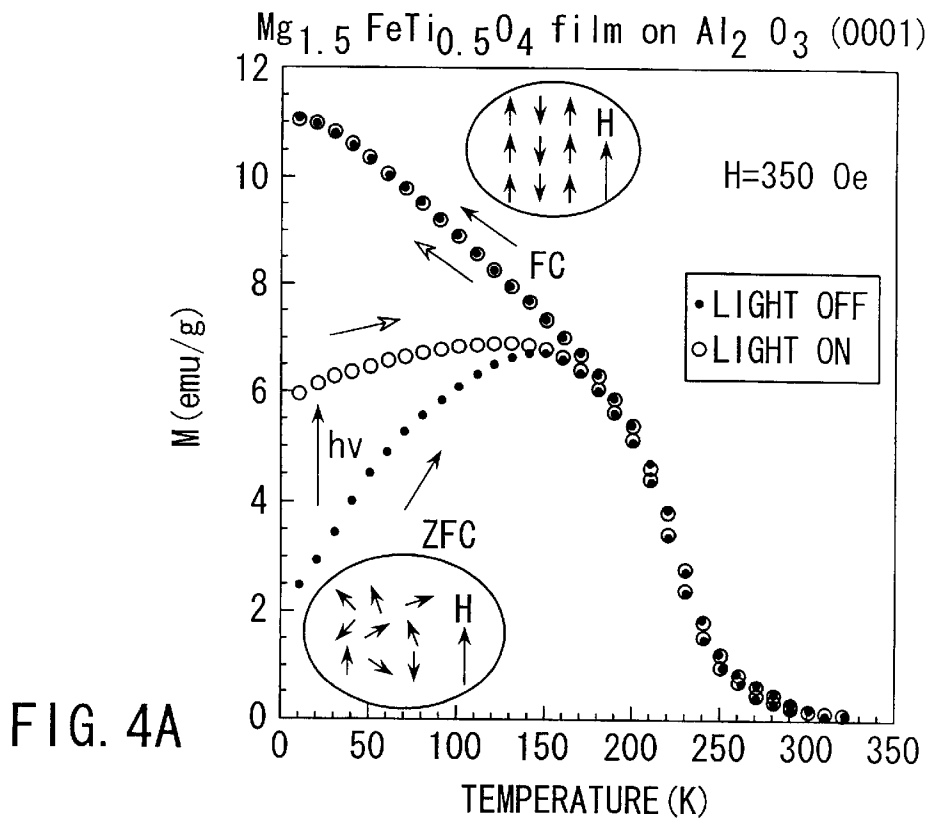 Mg1.5 FeTi0.5O4 film on Al2 O3 (0001)
12
10
8
6
4
2
0
M (emu/g)
H
H=350 Oe
FC
LIGHT OFF
LIGHT ON
hv
ZFC
H
0 50 100 150 200 250 300 350
TEMPERATURE (K)
FIG. 4A